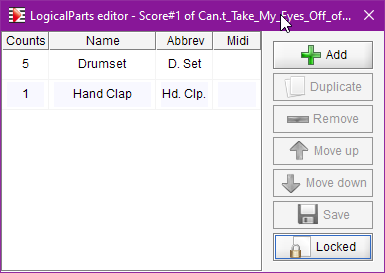 LogicalParts editor - Score#1 of Can.t_Take_My_Eyes_Off_of...
Counts Name Abbrev Midi
5 Drumset D. Set
1 Hand Clap Hd. Clp.
Add
Duplicate
Remove
Move up
Move down
Save
Locked